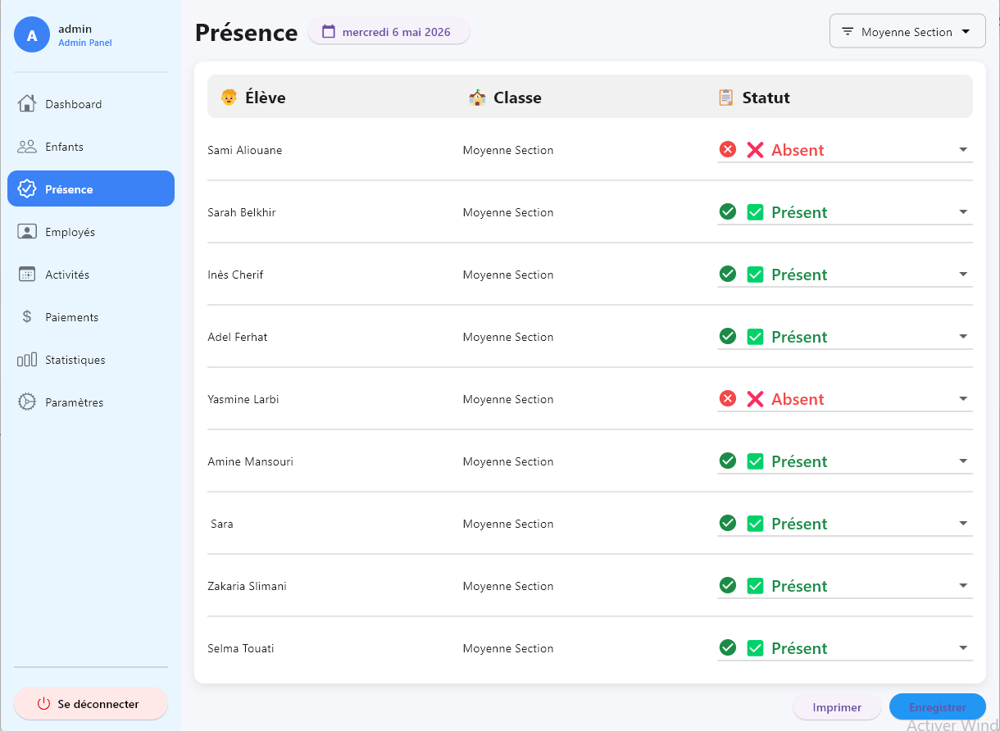 A
admin
Admin Panel
Dashboard
Enfants
Présence
Employés
Activités
Paiements
Statistiques
Paramètres
Se déconnecter
Présence
mercredi 6 mai 2026
Moyenne Section
Élève Classe Statut
Sami Aliouane Moyenne Section Absent
Sarah Belkhir Moyenne Section Présent
Inès Cherif Moyenne Section Présent
Adel Ferhat Moyenne Section Présent
Yasmine Larbi Moyenne Section Absent
Amine Mansouri Moyenne Section Présent
Sara Moyenne Section Présent
Zakaria Slimani Moyenne Section Présent
Selma Touati Moyenne Section Présent
Imprimer
Enregistrer
Activer Wind